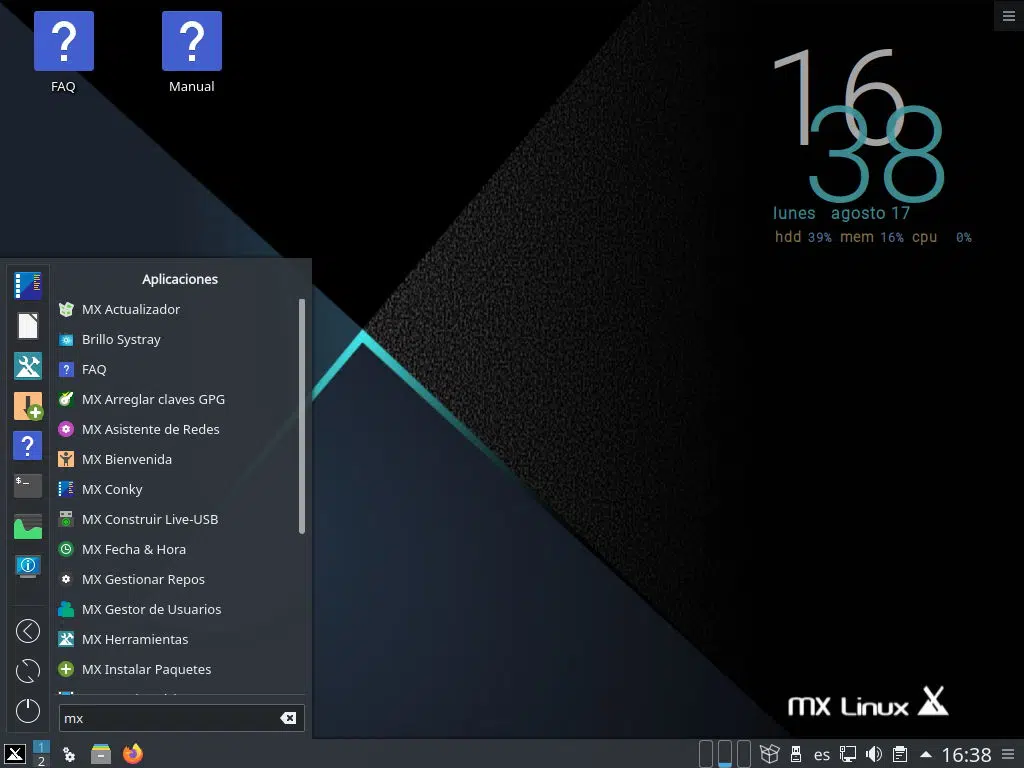 FAQ
Manual
16
38
lunes agosto 17
hdd 39% mem 16% cpu 0%
Aplicaciones
MX Actualizador
Brillo Systray
FAQ
MX Arreglar claves GPG
MX Asistente de Redes
MX Bienvenida
MX Conky
MX Construir Live-USB
MX Fecha & Hora
MX Gestionar Repos
MX Gestor de Usuarios
MX Herramientas
MX Instalar Paquetes
mx
MX Linux
1
2
es
16:38